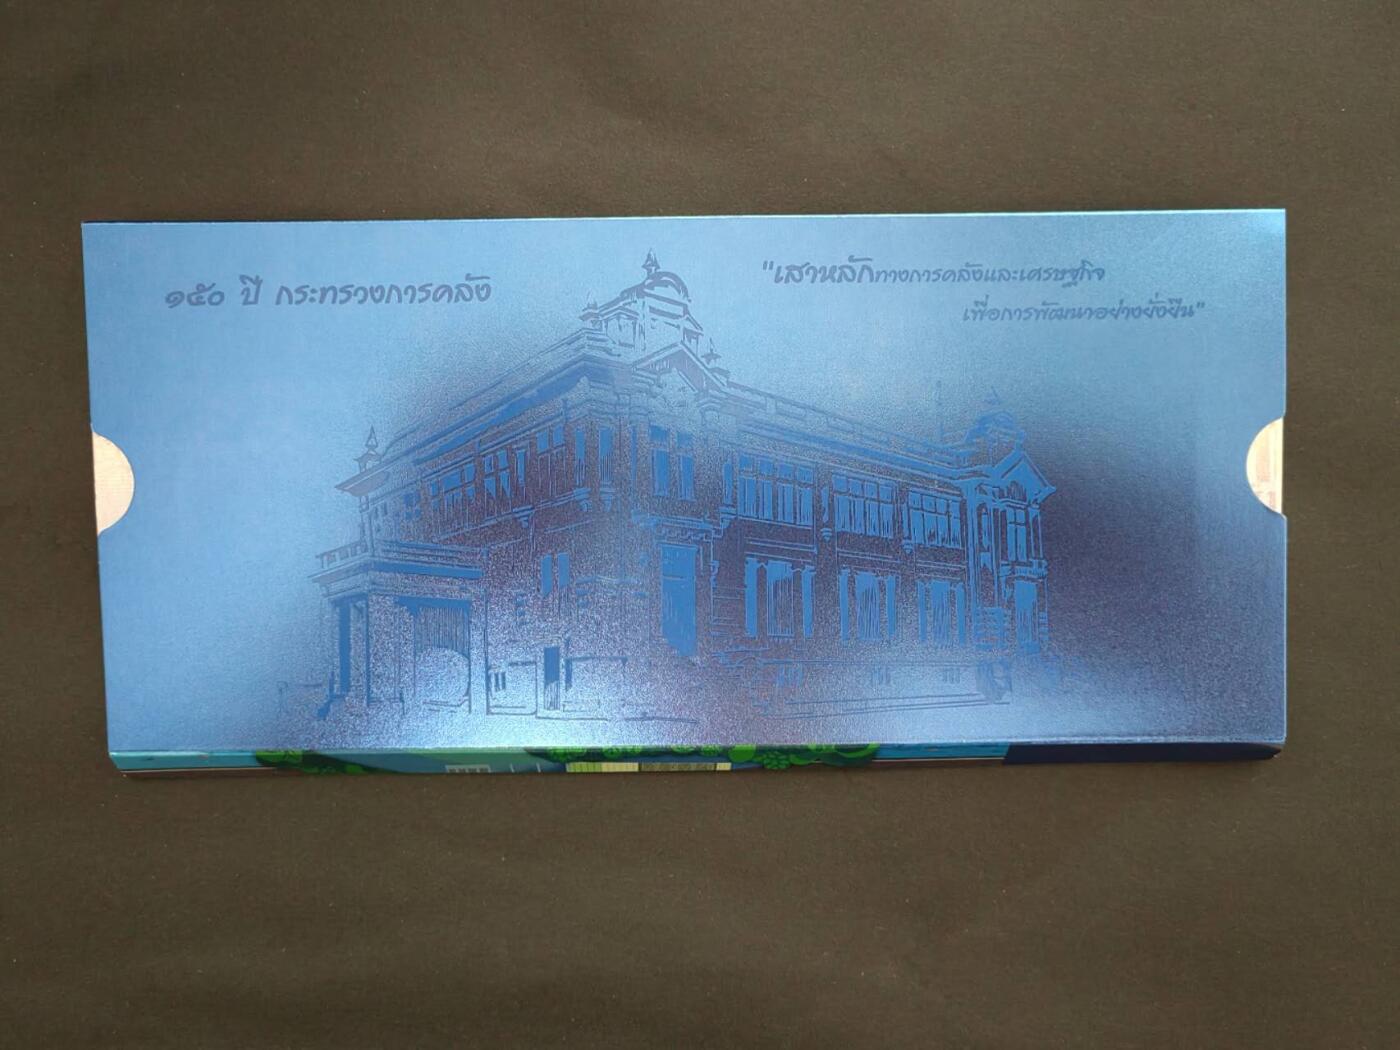 ๑๕๐ ปี กระทรวงการคลัง
"เสาหลักทางการคลังและเศรษฐกิจ
เพื่อการพัฒนาอย่างยั่งยืน"